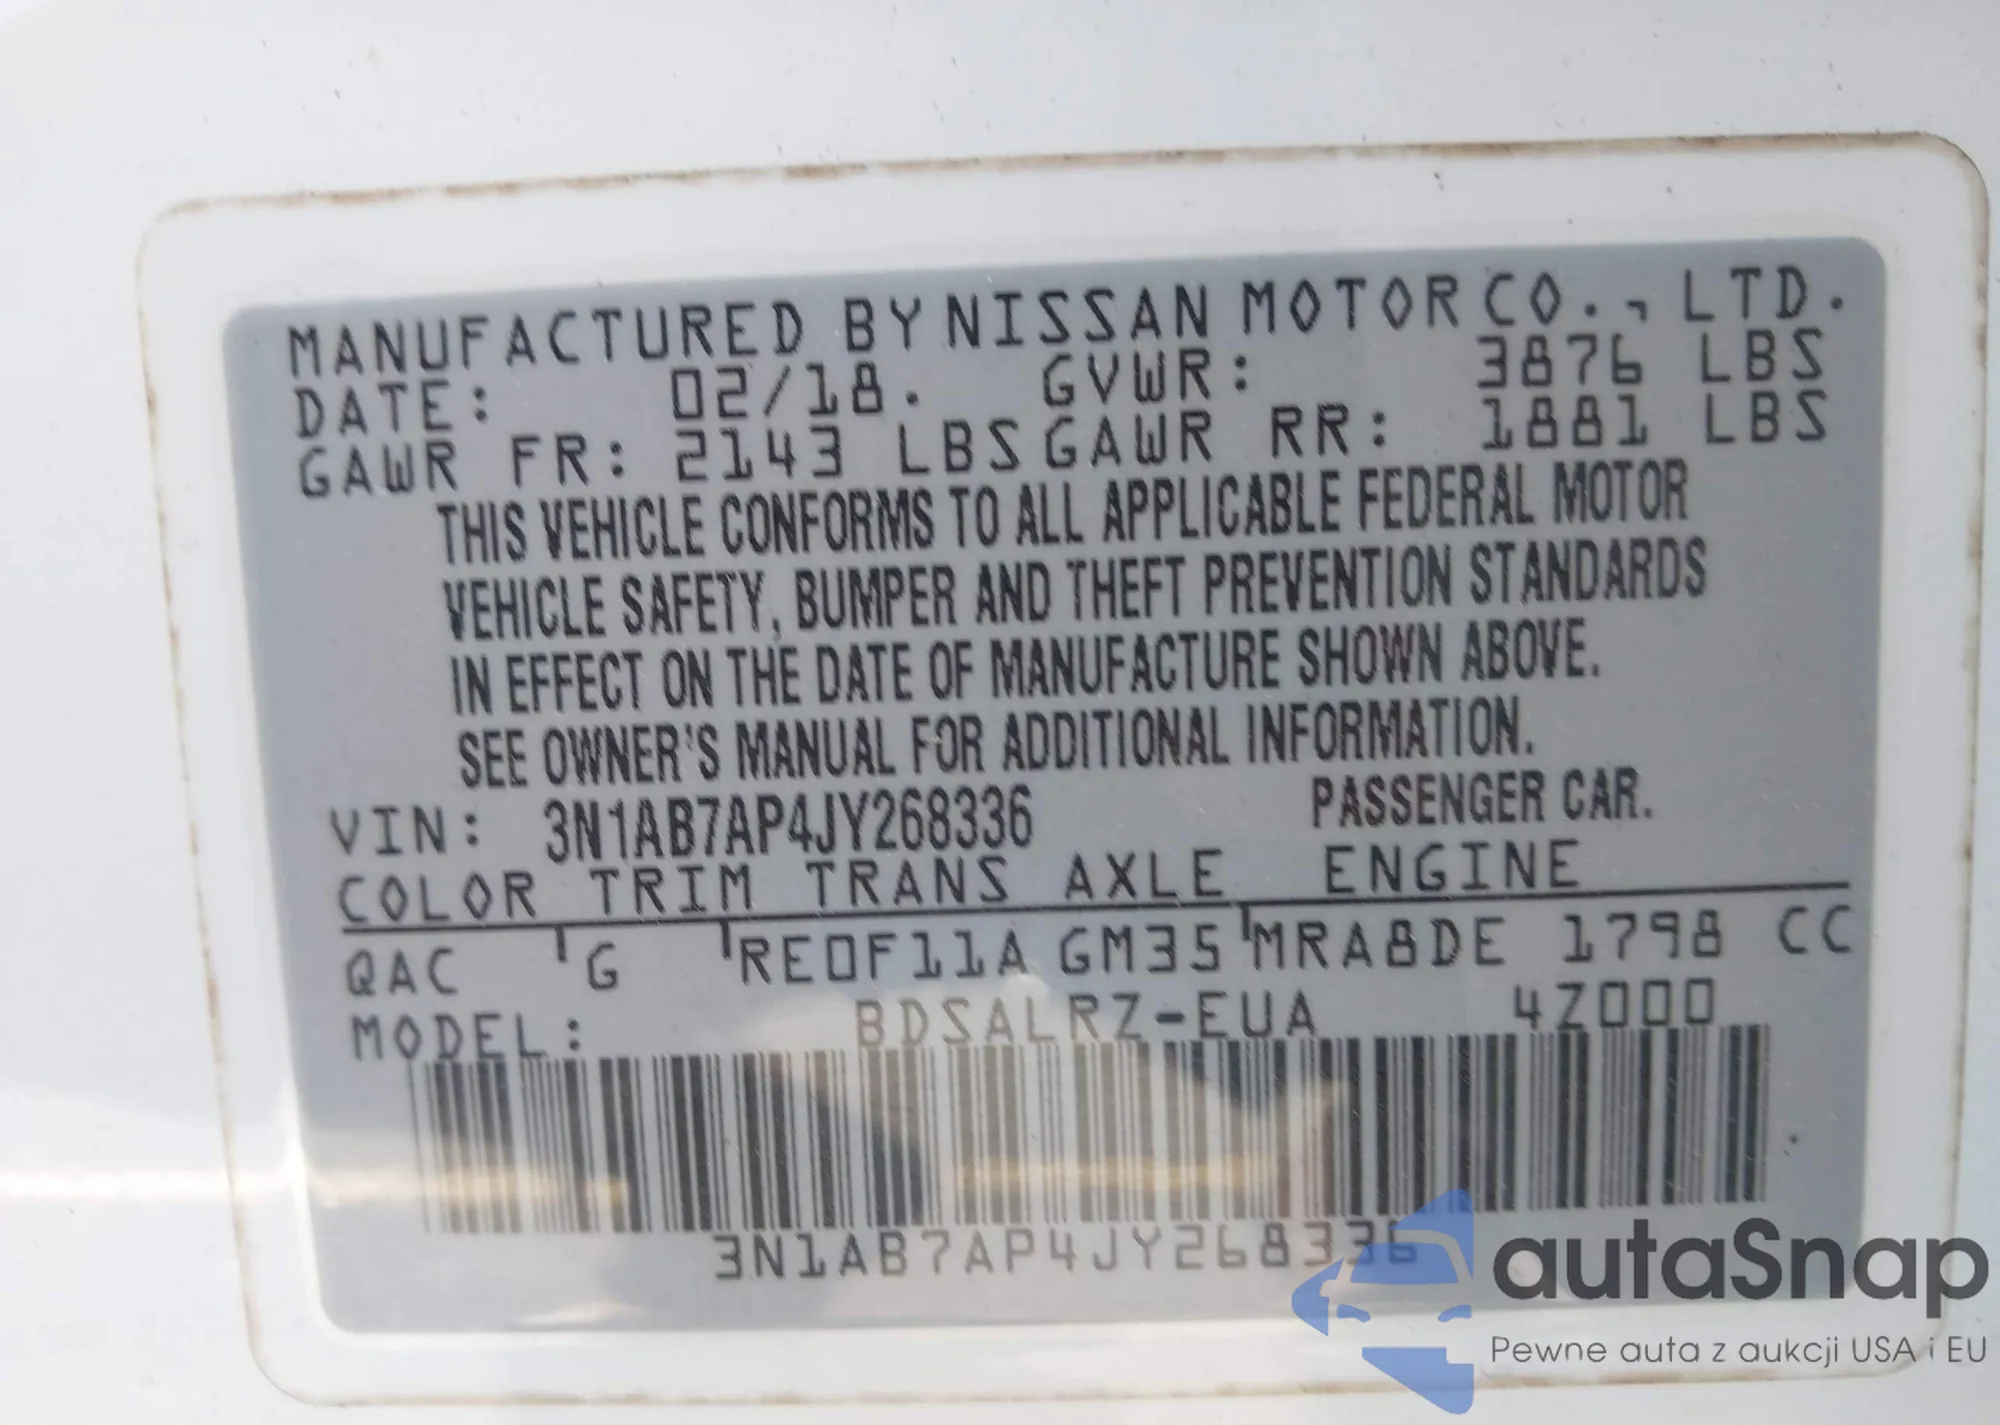 MANUFACTURED BY NISSAN MOTOR CO., LTD.
DATE: 02/18. GVWR: 3876 LBS
GAWR FR: 2143 LBS GAWR RR: 1881 LBS
THIS VEHICLE CONFORMS TO ALL APPLICABLE FEDERAL MOTOR
VEHICLE SAFETY, BUMPER AND THEFT PREVENTION STANDARDS
IN EFFECT ON THE DATE OF MANUFACTURE SHOWN ABOVE.
SEE OWNER'S MANUAL FOR ADDITIONAL INFORMATION.
VIN: 3N1AB7AP4JY268336 PASSENGER CAR.
COLOR TRIM TRANS AXLE ENGINE
QAC G RE0F11A GM35 MRA8DE 1798 CC
MODEL: BDSALRZ-EUA 4Z000
3N1AB7AP4JY268336
autaSnap
Pewne auta z aukcji USA i EU